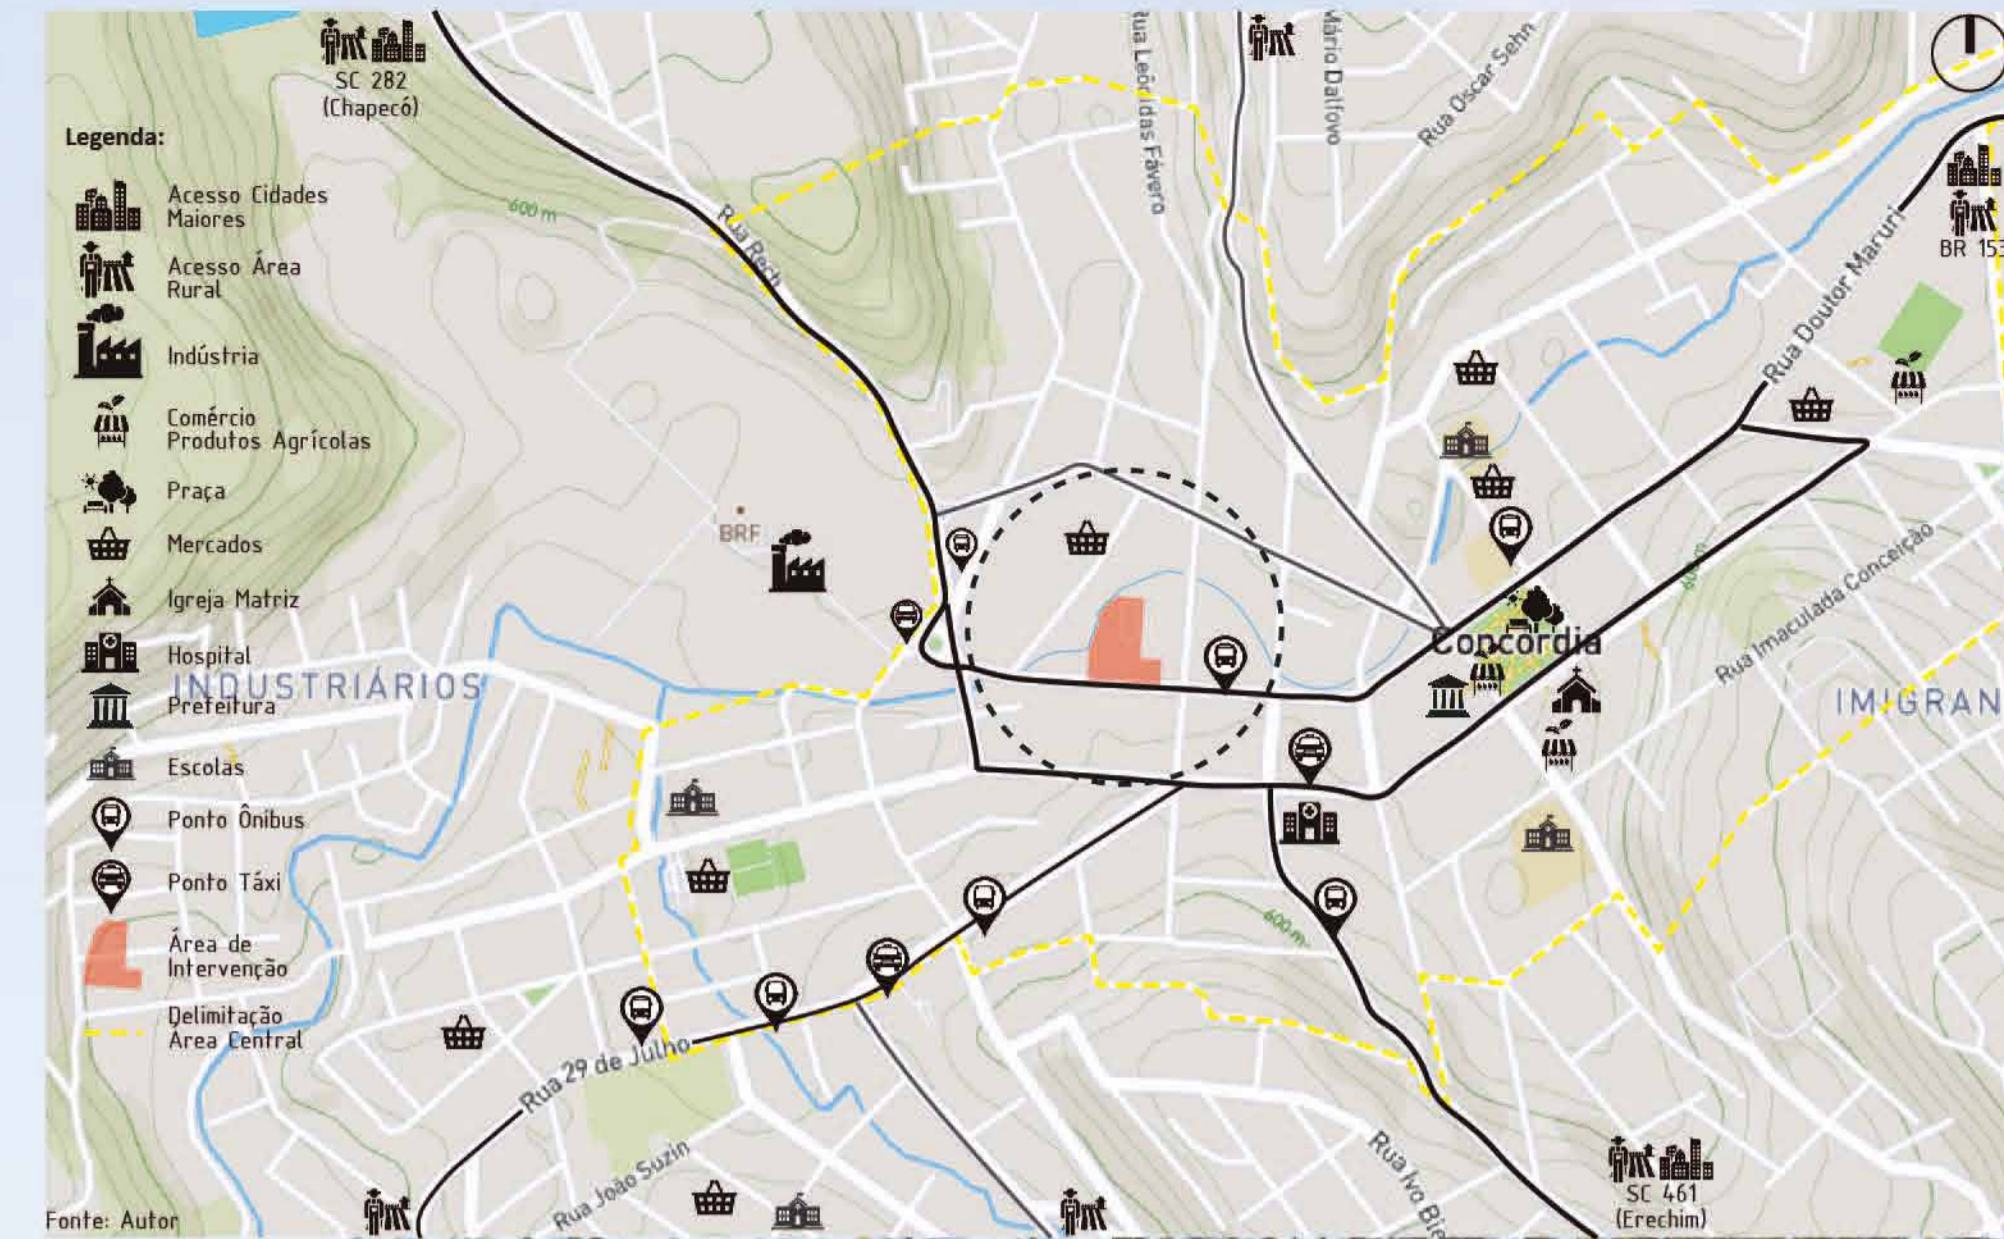 SC 282
(Chapecó)
Legenda:
Acesso Cidades
Maiores
Acesso Área
Rural
Indústria
Comércio
Produtos Agrícolas
Praça
Mercados
Igreja Matriz
Hospital
Prefeitura
Escolas
Ponto Ônibus
Ponto Táxi
Área de
Intervenção
Delimitação
Área Central
Fonte: Autor
INDUSTRIÁRIOS
600 m
Rua Rech
BRF
Rua Leônidas Fávero
Mário Dalfovo
Rua Oscar Sehn
Rua Doutor Maruri
BR 153
Concórdia
Rua Imaculada Conceição
IMIGRAN
600 m
600 m
Rua 29 de Julho
Rua João Suzin
Rua Ivo Bie
SC 461
(Erechim)